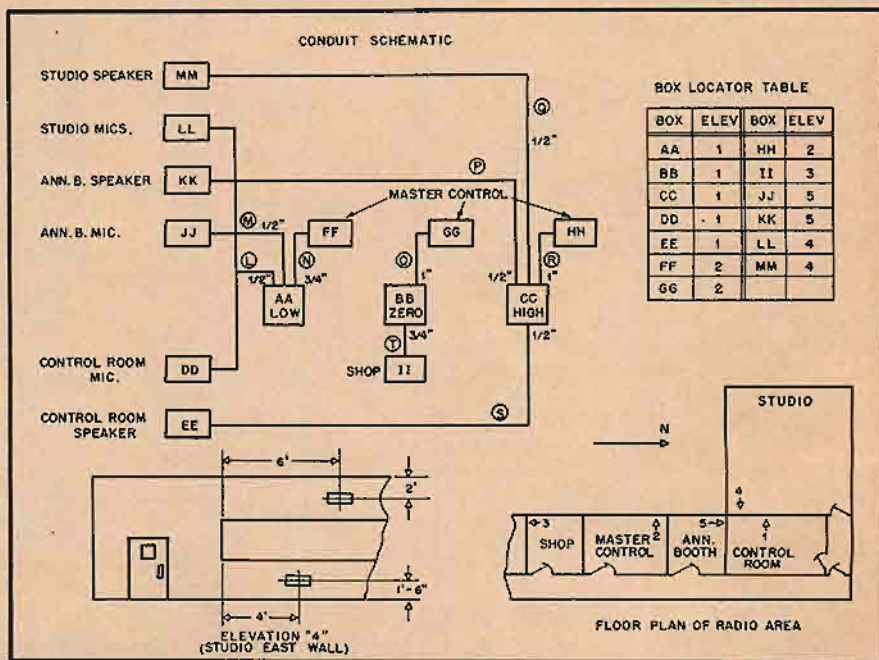 CONDUIT SCHEMATIC
STUDIO SPEAKER MM
STUDIO MICS. LL
ANN. B. SPEAKER KK
ANN. B. MIC. JJ
CONTROL ROOM MIC. DD
CONTROL ROOM SPEAKER EE
MASTER CONTROL
FF
GG
HH
Q
1/2"
P
M 1/2"
L 1/2"
N 3/4"
O 1"
R 1"
1/2"
AA LOW
BB ZERO
CC HIGH
T 3/4"
1/2"
SHOP II
S
BOX LOCATOR TABLE
BOX ELEV BOX ELEV
AA 1 HH 2
BB 1 II 3
CC 1 JJ 5
DD 1 KK 5
EE 1 LL 4
FF 2 MM 4
GG 2
6'
2'
1'-6"
4'
ELEVATION "4"
(STUDIO EAST WALL)
N
STUDIO
4
3
SHOP
MASTER CONTROL
2
5
ANN. BOOTH
1
CONTROL ROOM
FLOOR PLAN OF RADIO AREA